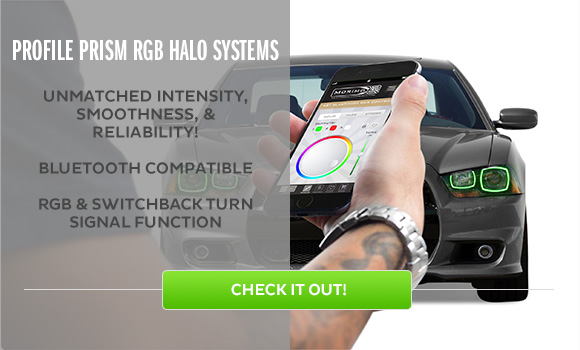 PROFILE PRISM RGB HALO SYSTEMS
UNMATCHED INTENSITY,
SMOOTHNESS, &
RELIABILITY!
BLUETOOTH COMPATIBLE
RGB & SWITCHBACK TURN
SIGNAL FUNCTION
CHECK IT OUT!